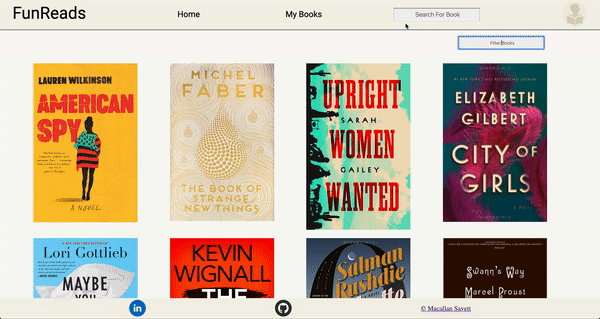 FunReads
Home
My Books
Search For Book
Filter Books
LAUREN WILKINSON
AMERICAN
SPY
A NOVEL
MICHEL
FABER
THE BOOK OF
STRANGE
NEW THINGS
UPRIGHT
SARAH
WOMEN
GAILEY
WANTED
ELIZABETH
GILBERT
CITY OF
GIRLS
Lori Gottlieb
MAYBE
YOU
KEVIN
WIGNALL
THE
Salman
Rushdie
Swann's Way
Marcel Proust
© Macallan Savett